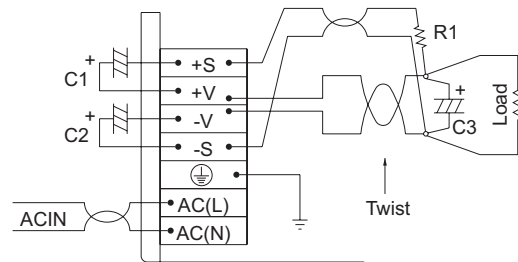 R1
+
C1
+S
+V
+
C2
-V
-S
+
C3
Load
AC(L)
ACIN
AC(N)
Twist